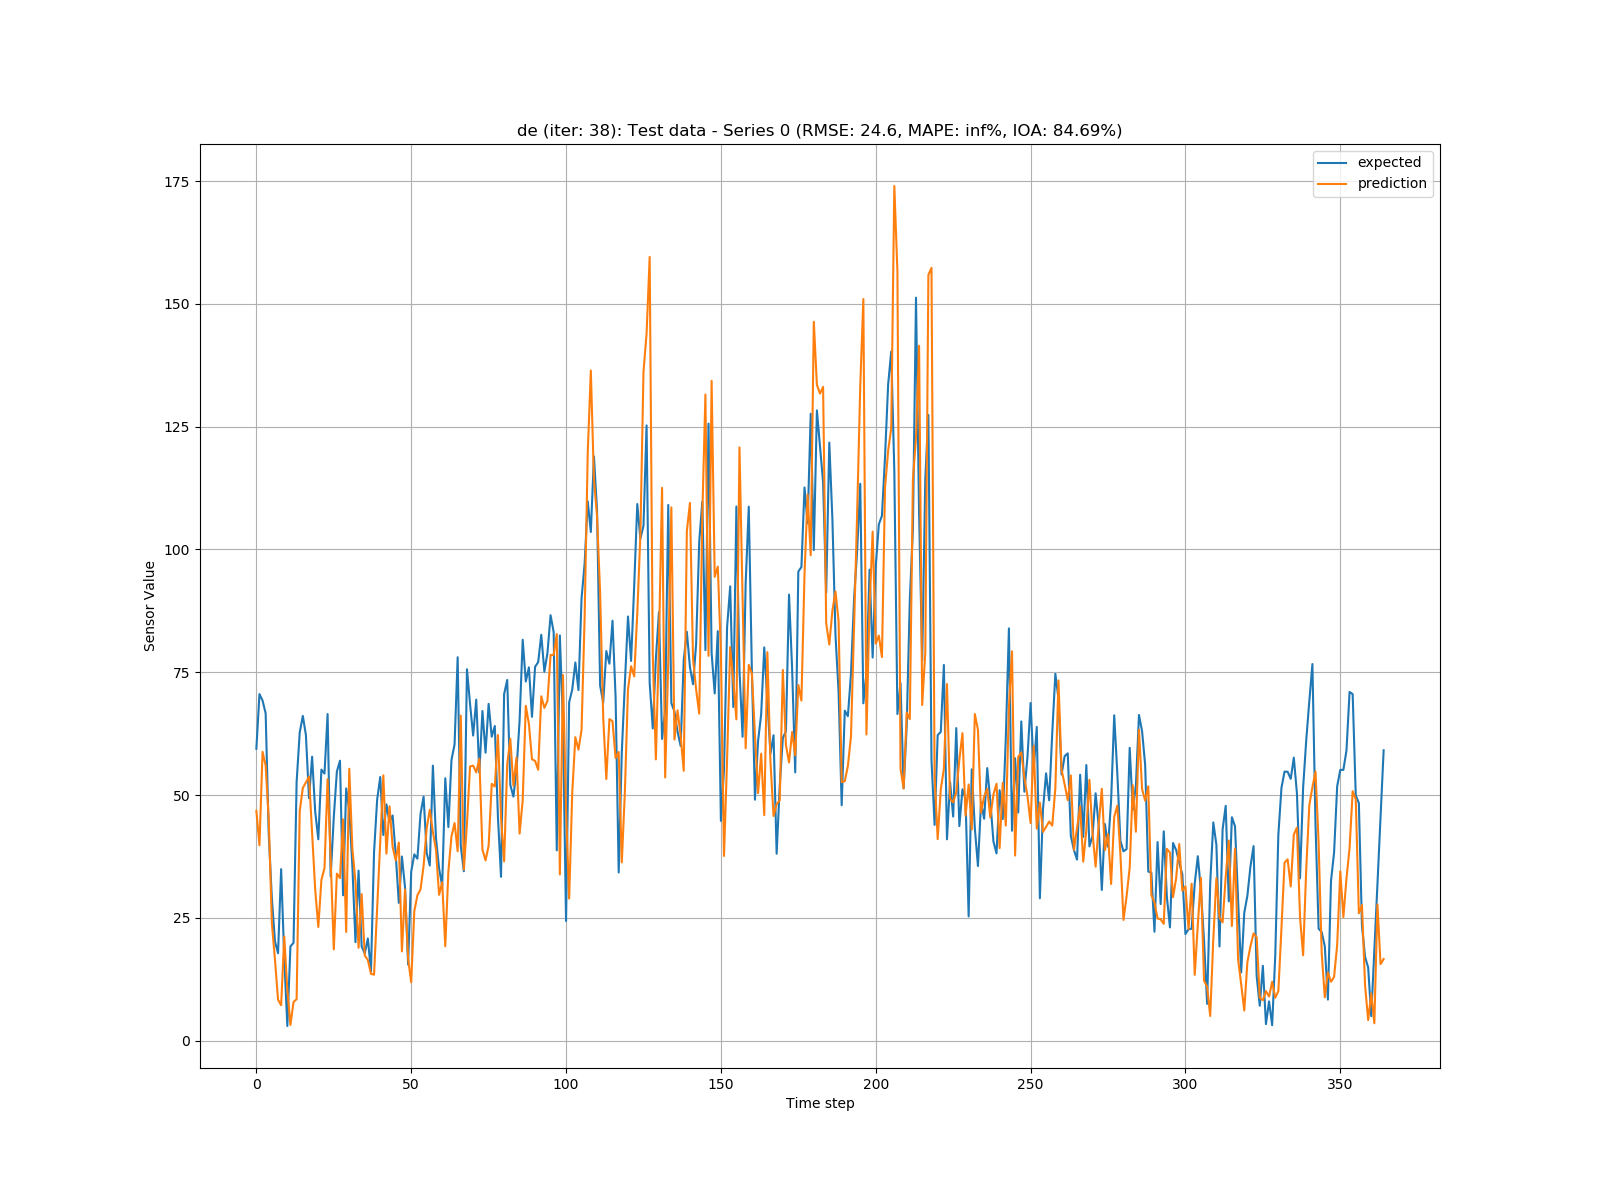 de (iter: 38): Test data - Series 0 (RMSE: 24.6, MAPE: inf%, IOA: 84.69%)
expected
prediction
175
150
125
100
75
50
25
0
Sensor Value
0 50 100 150 200 250 300 350
Time step